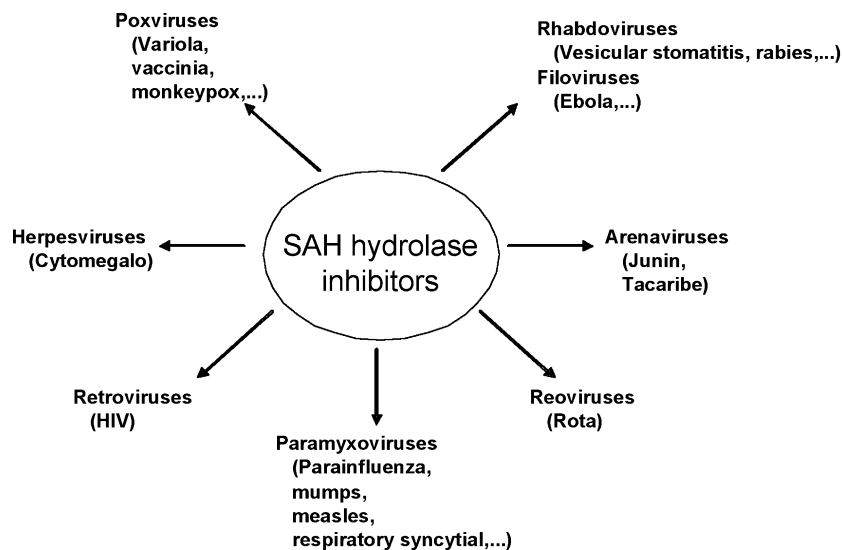 Poxviruses
(Variola,
vaccinia,
monkeypox,...)
Rhabdoviruses
(Vesicular stomatitis, rabies,...)
Filoviruses
(Ebola,...)
Herpesviruses
(Cytomegalo)
SAH hydrolase
inhibitors
Arenaviruses
(Junin,
Tacaribe)
Retroviruses
(HIV)
Reoviruses
(Rota)
Paramyxoviruses
(Parainfluenza,
mumps,
measles,
respiratory syncytial,...)